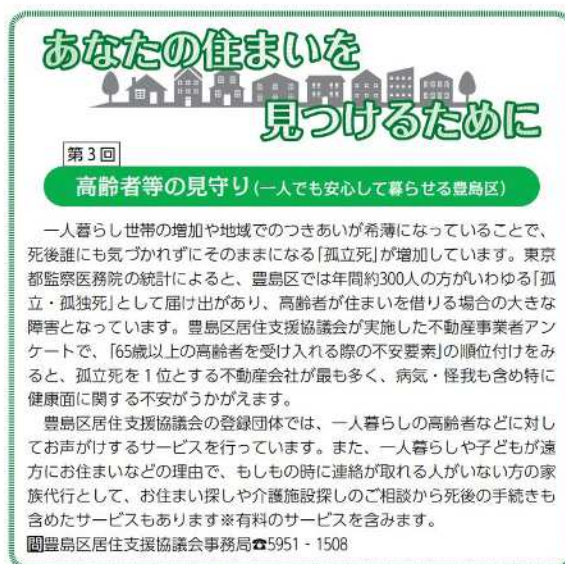 あなたの住まいを
見つけるために
第3回
高齢者等の見守り(一人でも安心して暮らせる豊島区)
一人暮らし世帯の増加や地域でのつきあいが希薄になっていることで、
死後誰にも気づかれずにそのままになる「孤立死」が増加しています。東京
都監察医務院の統計によると、豊島区では年間約300人の方がいわゆる「孤
立・孤独死」として届け出があり、高齢者が住まいを借りる場合の大きな
障害となっています。豊島区居住支援協議会が実施した不動産事業者アン
ケートで、「65歳以上の高齢者を受け入れる際の不安要素」の順位付けをみ
ると、孤立死を1位とする不動産会社が最も多く、病気・怪我も含め特に
健康面に関する不安がうかがえます。
豊島区居住支援協議会の登録団体では、一人暮らしの高齢者などに対し
てお声がけするサービスを行っています。また、一人暮らしや子どもが遠
方にお住まいなどの理由で、もしもの時に連絡が取れる人がいない方の家
族代行として、お住まい探しや介護施設探しのご相談から死後の手続きも
含めたサービスもあります※有料のサービスを含みます。
問豊島区居住支援協議会事務局☎5951‐1508